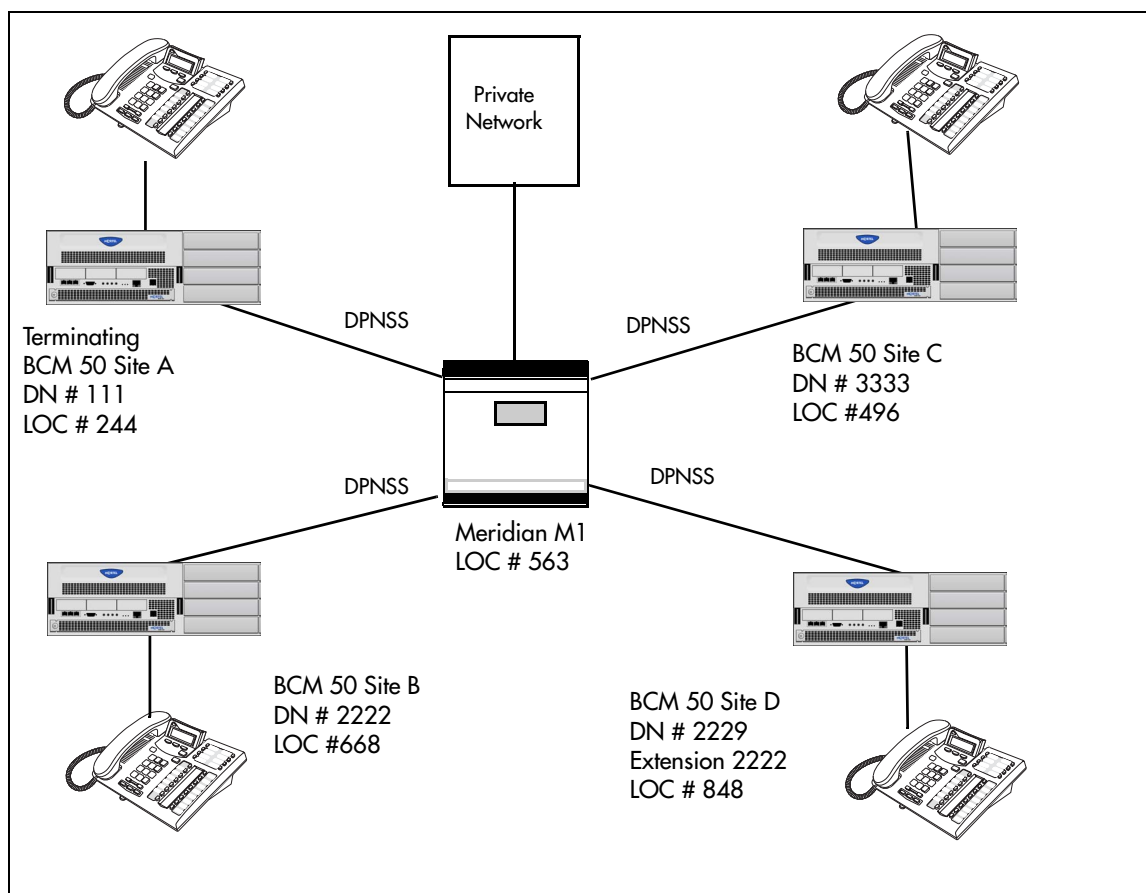 Private
Network
DPNSS
DPNSS
Terminating
BCM 50 Site A
DN # 111
LOC # 244
BCM 50 Site C
DN # 3333
LOC #496
DPNSS
DPNSS
Meridian M1
LOC # 563
BCM 50 Site B
DN # 2222
LOC #668
BCM 50 Site D
DN # 2229
Extension 2222
LOC # 848